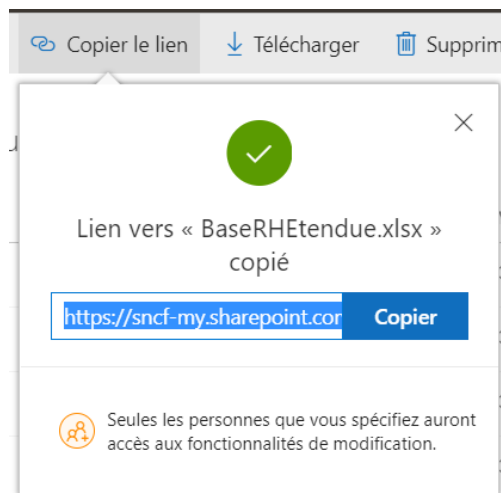 Copier le lien
Télécharger
Supprim
Lien vers « BaseRHEtendue.xlsx »
copié
https://sncf-my.sharepoint.cor
Copier
Seules les personnes que vous spécifiez auront
accès aux fonctionnalités de modification.